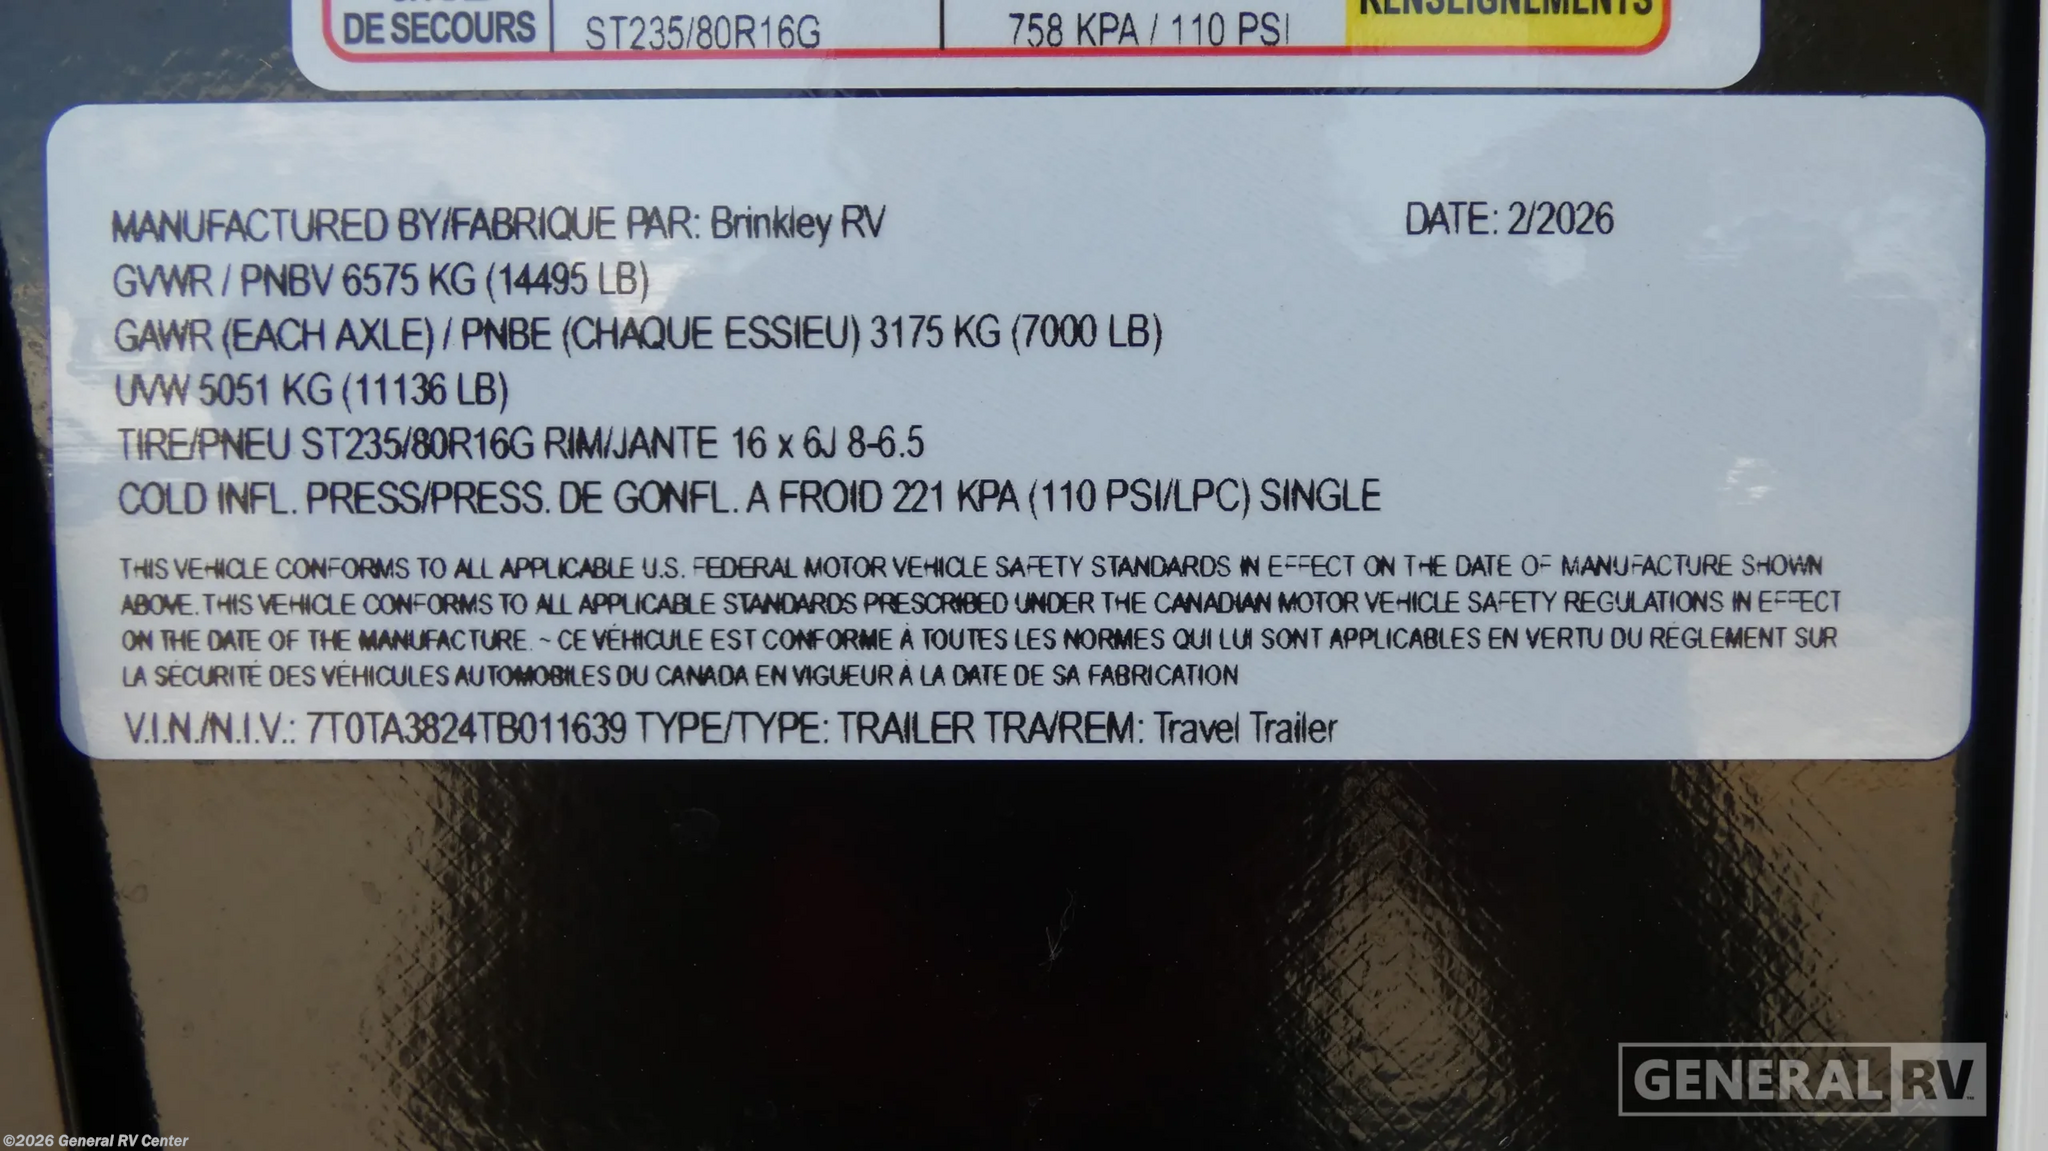 DE SECOURS ST235/80R16G 758 KPA / 110 PSI RENSEIGNEMENTS
MANUFACTURED BY/FABRIQUE PAR: Brinkley RV DATE: 2/2026
GVWR / PNBV 6575 KG (14495 LB)
GAWR (EACH AXLE) / PNBE (CHAQUE ESSIEU) 3175 KG (7000 LB)
UVW 5051 KG (11136 LB)
TIRE/PNEU ST235/80R16G RIM/JANTE 16 x 6J 8-6.5
COLD INFL. PRESS/PRESS. DE GONFL. A FROID 221 KPA (110 PSI/LPC) SINGLE
THIS VEHICLE CONFORMS TO ALL APPLICABLE U.S. FEDERAL MOTOR VEHICLE SAFETY STANDARDS IN EFFECT ON THE DATE OF MANUFACTURE SHOWN
ABOVE. THIS VEHICLE CONFORMS TO ALL APPLICABLE STANDARDS PRESCRIBED UNDER THE CANADIAN MOTOR VEHICLE SAFETY REGULATIONS IN EFFECT
ON THE DATE OF THE MANUFACTURE. ~ CE VÉHICULE EST CONFORME À TOUTES LES NORMES QUI LUI SONT APPLICABLES EN VERTU DU RÈGLEMENT SUR
LA SÉCURITÉ DES VÉHICULES AUTOMOBILES DU CANADA EN VIGUEUR À LA DATE DE SA FABRICATION
V.I.N./N.I.V.: 7T0TA3824TB011639 TYPE/TYPE: TRAILER TRA/REM: Travel Trailer
GENERAL RV
©2026 General RV Center